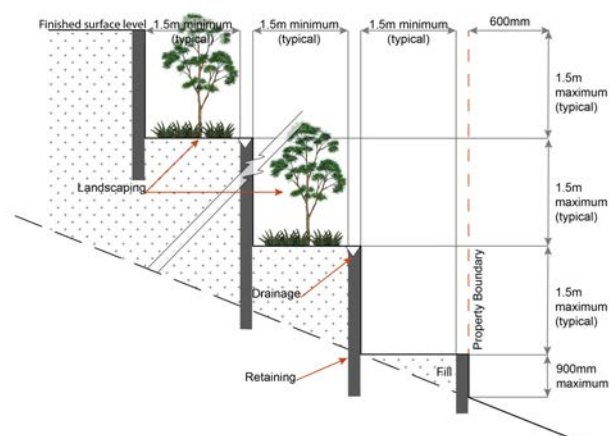 Finished surface level
1.5m minimum
(typical)
1.5m minimum
(typical)
1.5m minimum
(typical)
600mm
1.5m
maximum
(typical)
Landscaping
1.5m
maximum
(typical)
Drainage
Property Boundary
1.5m
maximum
(typical)
Retaining
Fill
900mm
maximum